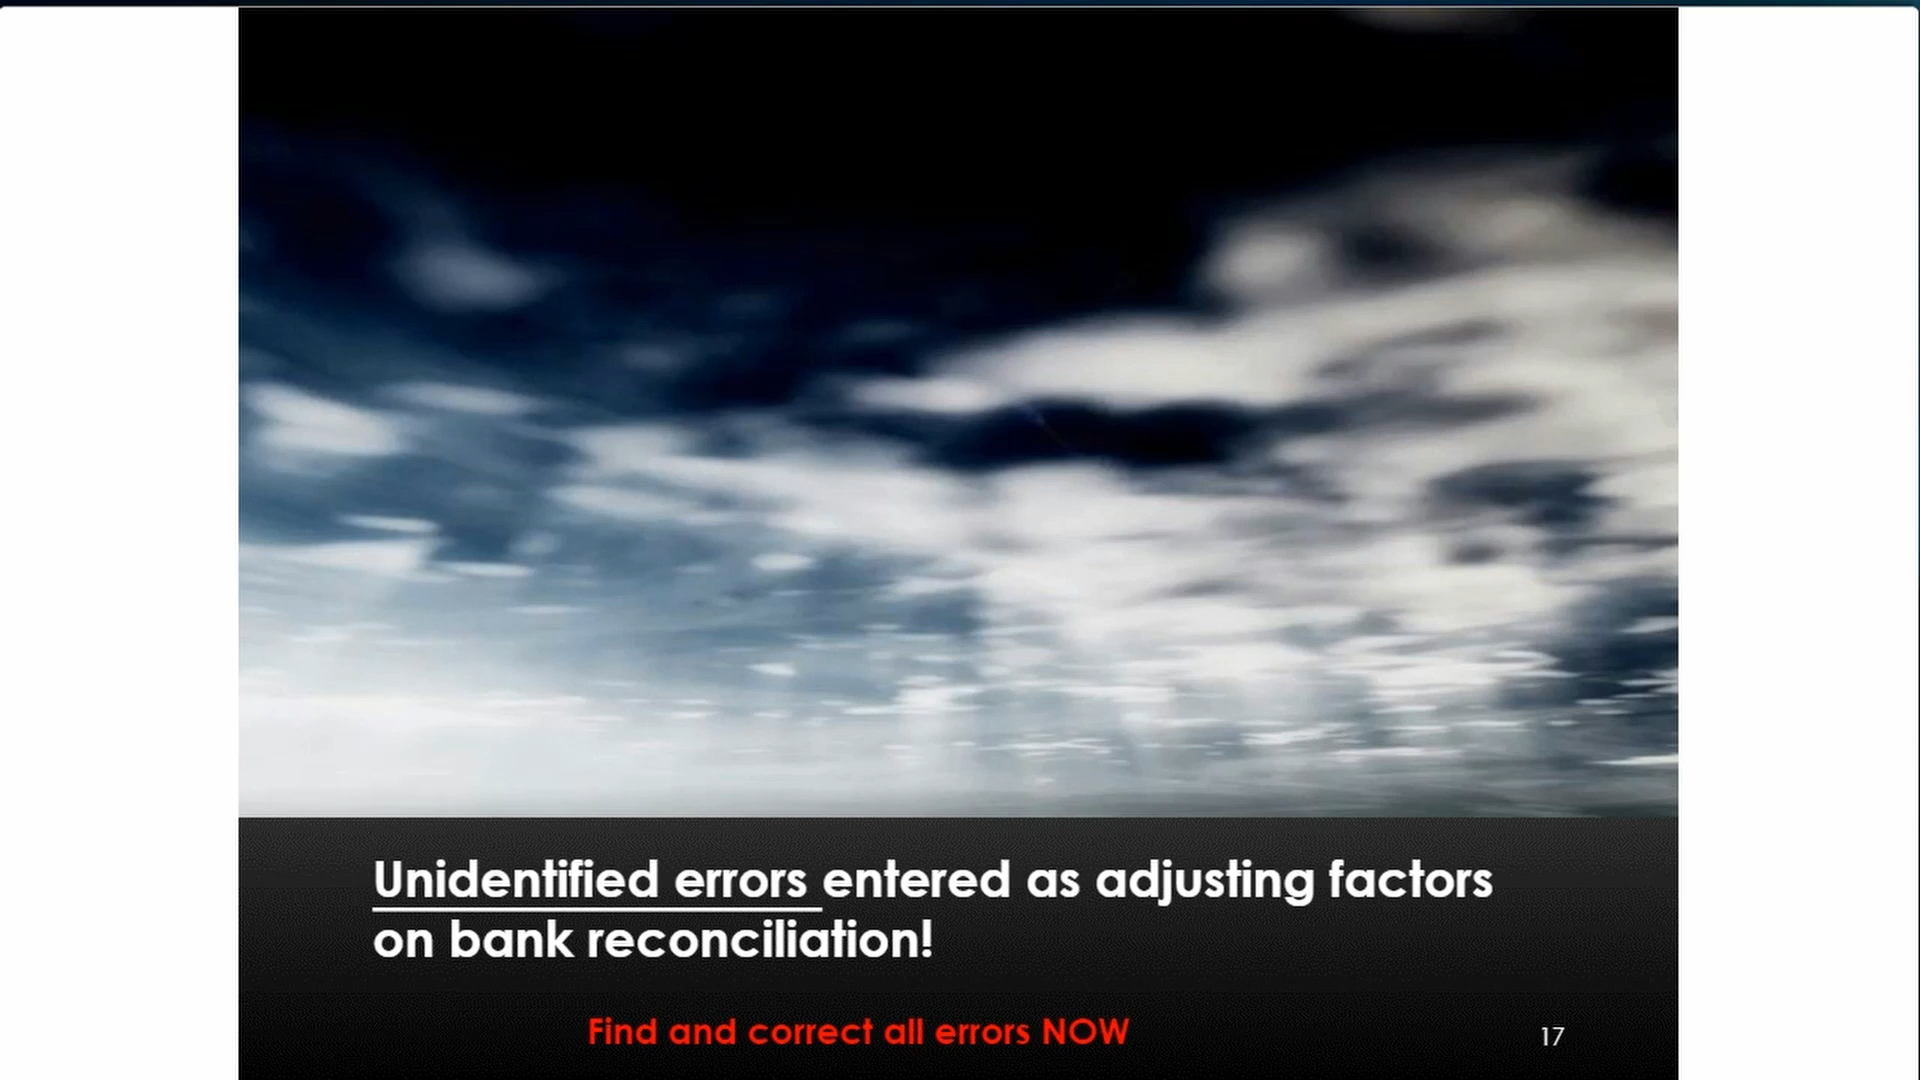 Unidentified errors entered as adjusting factors
on bank reconciliation!
Find and correct all errors NOW
17